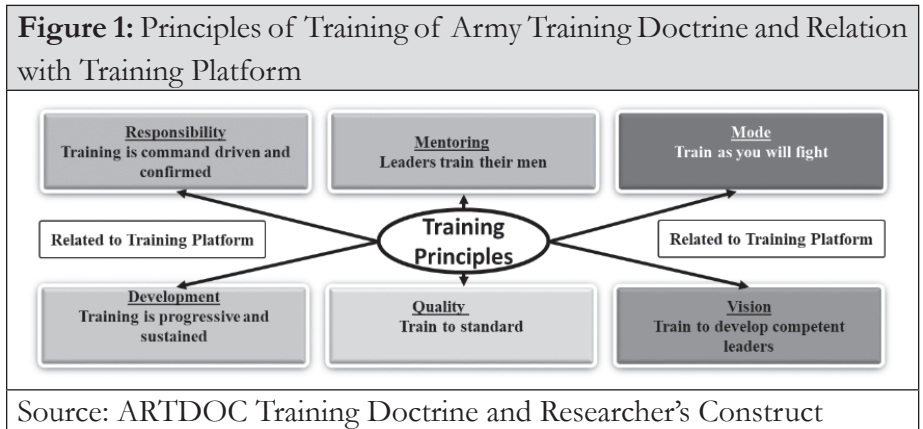 Figure 1: Principles of Training of Army Training Doctrine and Relation
with Training Platform
Responsibility
Training is command driven and
confirmed
Mentoring
Leaders train their men
Mode
Train as you will fight
Related to Training Platform
Training
Principles
Related to Training Platform
Development
Training is progressive and
sustained
Quality
Train to standard
Vision
Train to develop competent
leaders
Source: ARTDOC Training Doctrine and Researcher's Construct